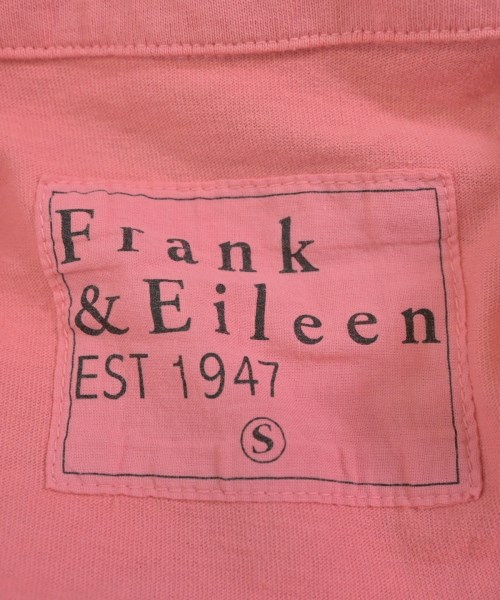 Frank
& Eileen
EST 1947
S